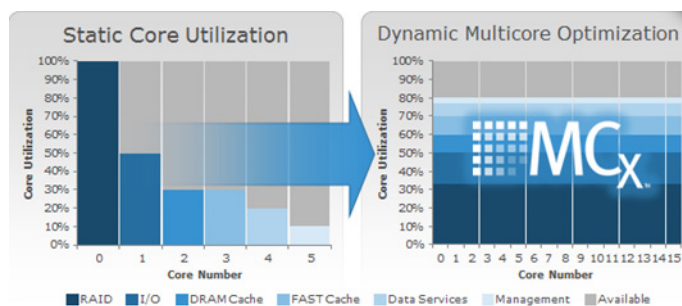 Static Core Utilization
100%
90%
80%
70%
60%
50%
40%
30%
20%
10%
0%
Core Utilization
0 1 2 3 4 5
Core Number
Dynamic Multicore Optimization
100%
90%
80%
70%
60%
50%
40%
30%
20%
10%
0%
Core Utilization
MCx
0 1 2 3 4 5 6 7 8 9 10 11 12 13 14 15
Core Number
RAID I/O DRAM Cache FAST Cache Data Services Management Available